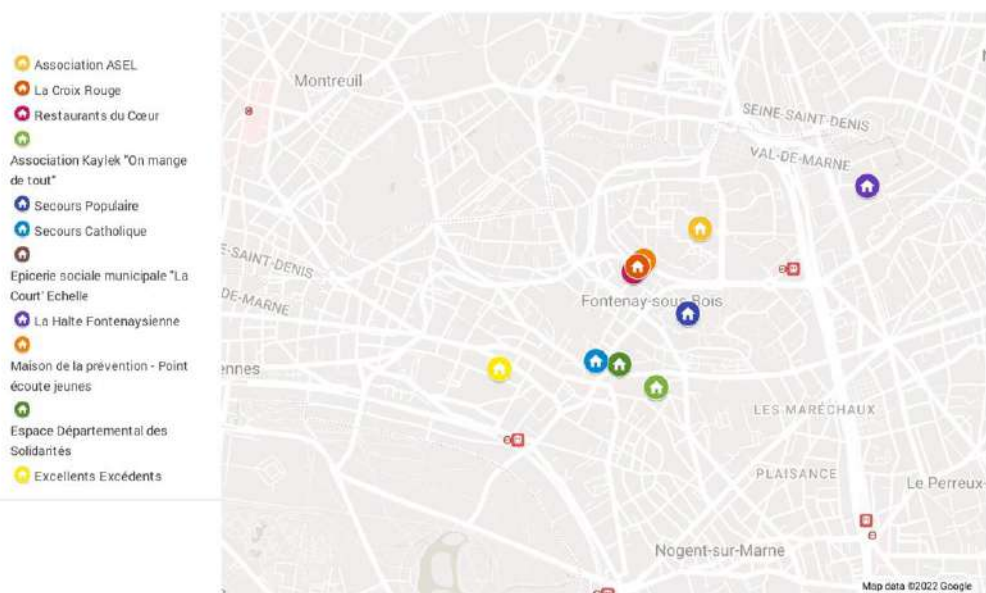 Association ASEL
La Croix Rouge
Restaurants du Cœur
Association Kaylek "On mange
de tout"
Secours Populaire
Secours Catholique
Epicerie sociale municipale "La
Court' Echelle
La Halte Fontenaysienne
Maison de la prévention - Point
écoute jeunes
Espace Départemental des
Solidarités
Excellents Excédents
Montreuil
SEINE-SAINT-DENIS
VAL-DE-MARNE
E-SAINT-DENIS
DE-MARNE
Fontenay-sous-Bois
ennes
LES MARÉCHAUX
PLAISANCE
Le Perreux-
Nogent-sur-Marne
Map data ©2022 Google